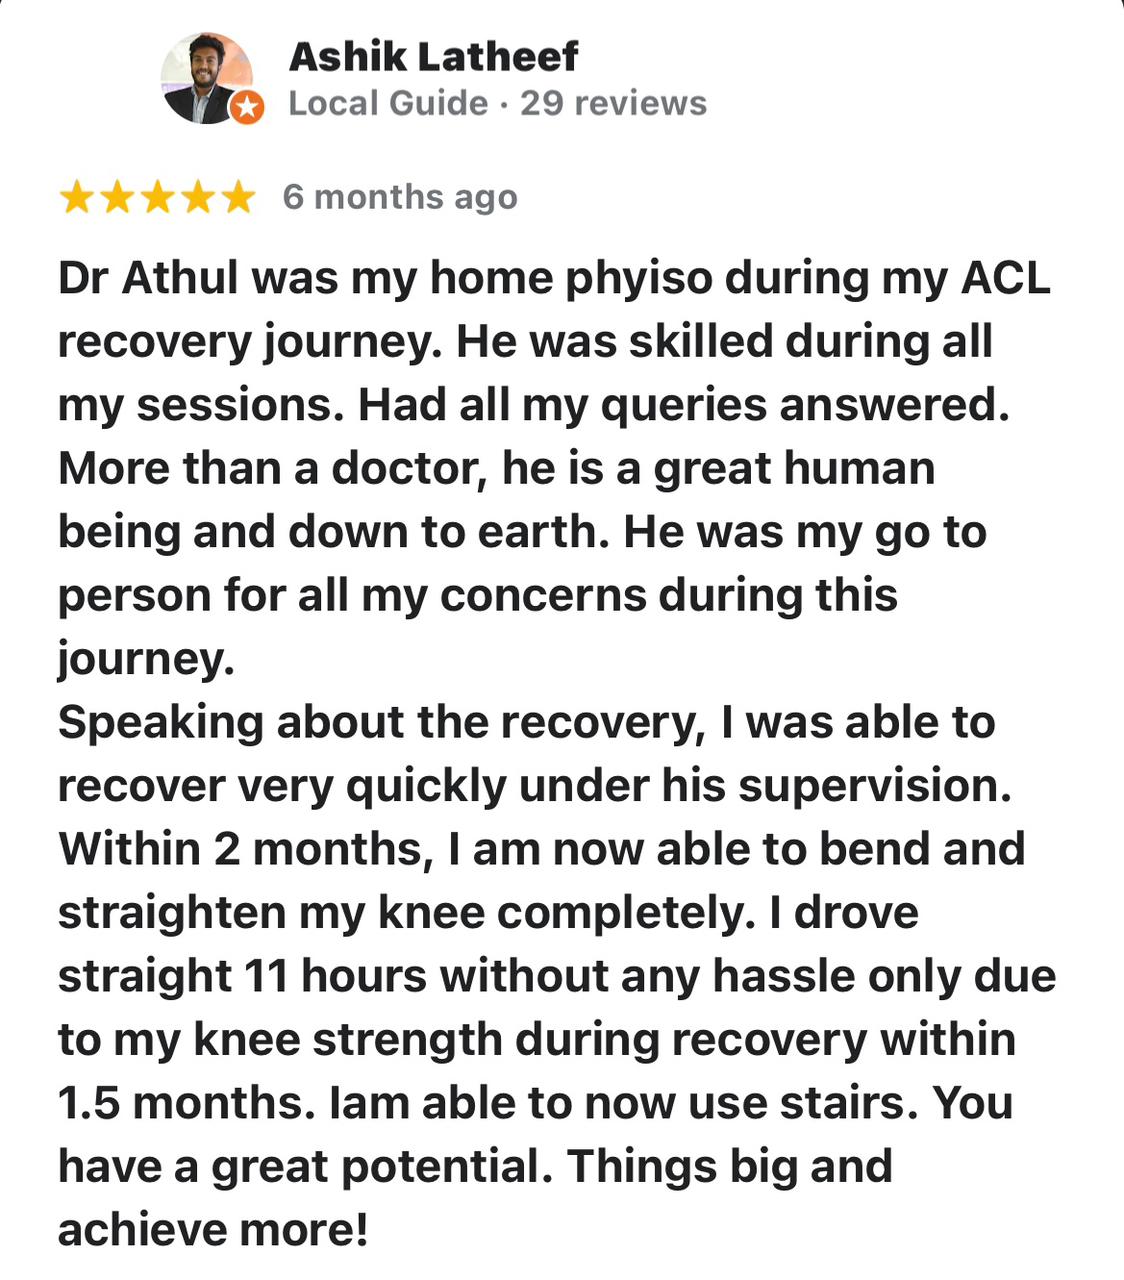 Ashik Latheef
Local Guide · 29 reviews
6 months ago
Dr Athul was my home phyiso during my ACL
recovery journey. He was skilled during all
my sessions. Had all my queries answered.
More than a doctor, he is a great human
being and down to earth. He was my go to
person for all my concerns during this
journey.
Speaking about the recovery, I was able to
recover very quickly under his supervision.
Within 2 months, I am now able to bend and
straighten my knee completely. I drove
straight 11 hours without any hassle only due
to my knee strength during recovery within
1.5 months. Iam able to now use stairs. You
have a great potential. Things big and
achieve more!